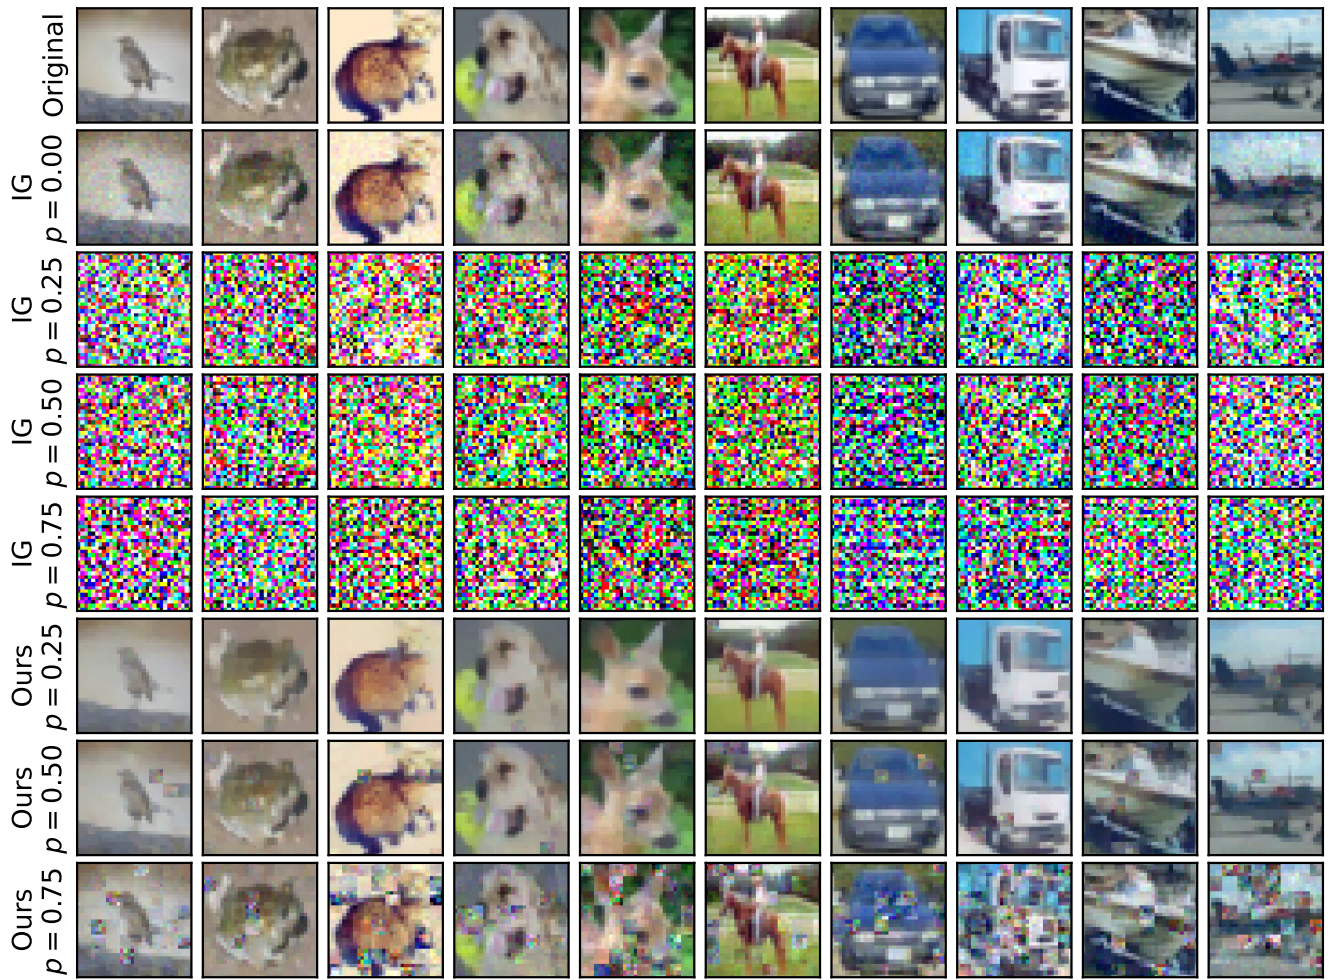 Original
IG
p = 0.00
IG
p = 0.25
IG
p = 0.50
IG
p = 0.75
Ours
p = 0.25
Ours
p = 0.50
Ours
p = 0.75